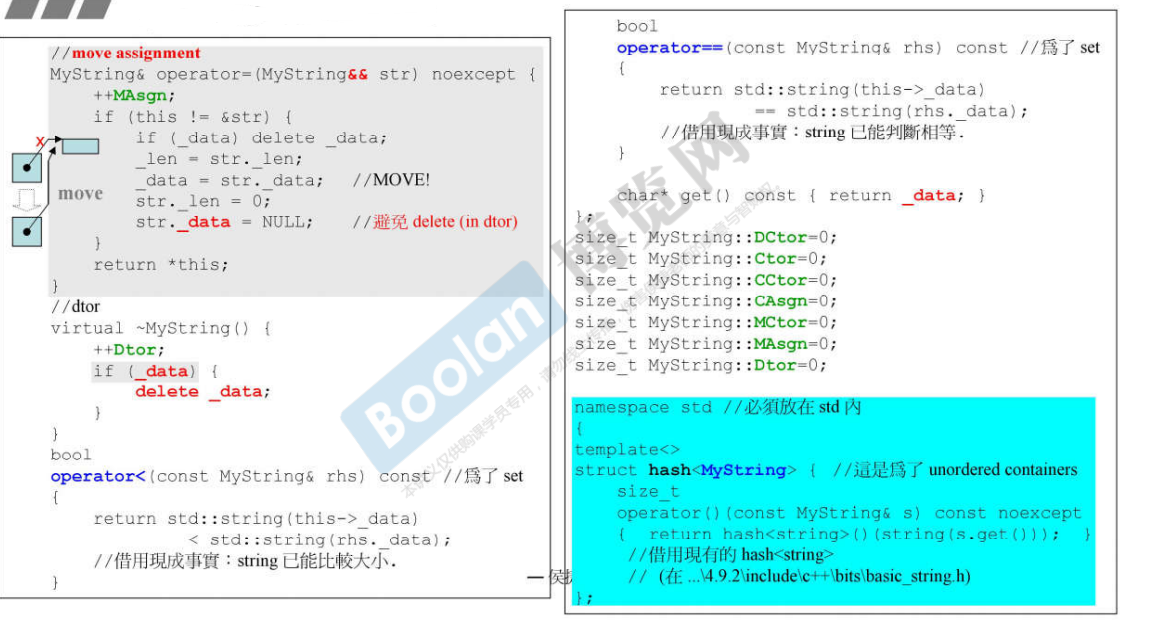 //move assignment
MyString& operator=(MyString&& str) noexcept {
++MAsgn;
if (this != &str) {
if (_data) delete _data;
_len = str._len;
_data = str._data; //MOVE!
str._len = 0;
str._data = NULL; //避免 delete (in dtor)
}
return *this;
}
x
move
//dtor
virtual ~MyString() {
++Dtor;
if (_data) {
delete _data;
}
}
bool
operator<(const MyString& rhs) const //爲了 set
{
return std::string(this->_data)
< std::string(rhs._data);
//借用現成事實：string 已能比較大小.
}
bool
operator==(const MyString& rhs) const //爲了 set
{
return std::string(this->_data)
== std::string(rhs._data);
//借用現成事實：string 已能判斷相等.
}
char* get() const { return _data; }
};
size_t MyString::DCtor=0;
size_t MyString::Ctor=0;
size_t MyString::CCtor=0;
size_t MyString::CAsgn=0;
size_t MyString::MCtor=0;
size_t MyString::MAsgn=0;
size_t MyString::Dtor=0;
namespace std //必須放在 std 內
{
template<>
struct hash<MyString> { //這是爲了 unordered containers
size_t
operator()(const MyString& s) const noexcept
{ return hash<string>()(string(s.get())); }
//借用現有的 hash<string>
// (在 ...\4.9.2\include\c++\bits\basic_string.h)
};
— 侯
Boolan
博览网